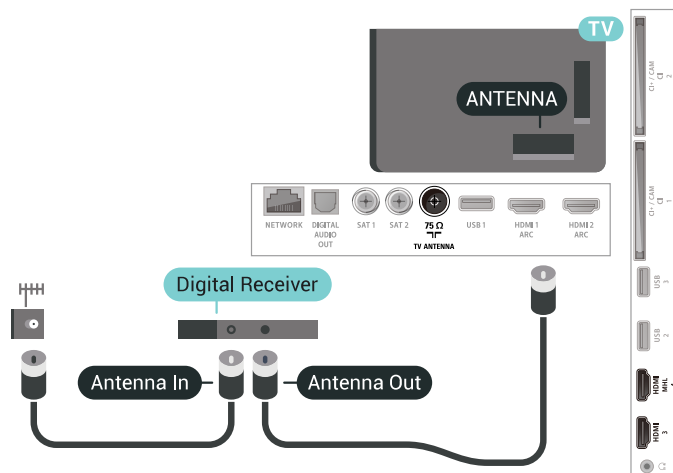 TV
ANTENNA
NETWORK
DIGITAL
AUDIO
OUT
SAT 1
SAT 2
75 Ω
TV ANTENNA
USB 1
HDMI 1
ARC
HDMI 2
ARC
Digital Receiver
Antenna In
Antenna Out
CI+ / CAM
2
CI+ / CAM
1
USB
3
USB
2
HDMI
MHL
HDMI
3